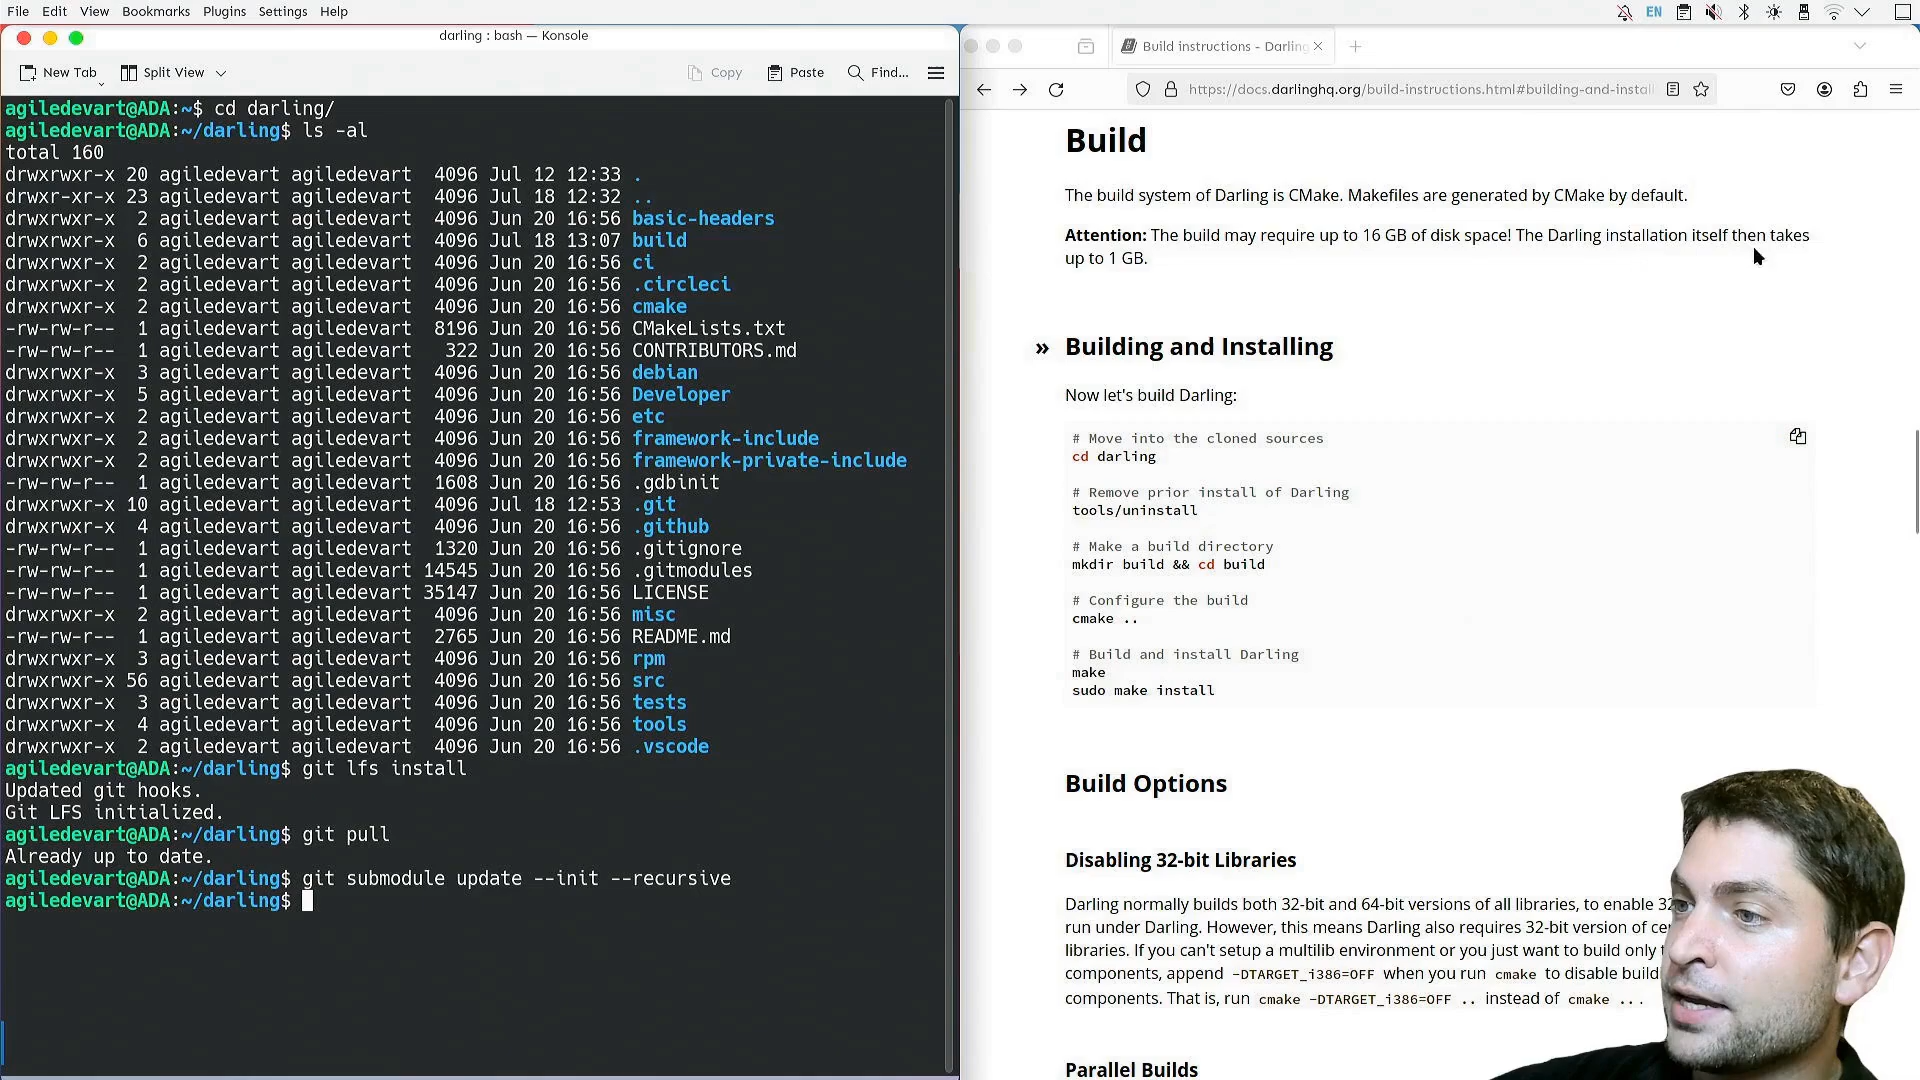 File Edit View Bookmarks Plugins Settings Help
EN
darling : bash — Konsole
New Tab Split View Copy Paste Find...
agiledevart@ADA:~$ cd darling/
agiledevart@ADA:~/darling$ ls -al
total 160
drwxrwxr-x 20 agiledevart agiledevart  4096 Jul 12 12:33 .
drwxr-xr-x 23 agiledevart agiledevart  4096 Jul 18 12:32 ..
drwxrwxr-x  2 agiledevart agiledevart  4096 Jun 20 16:56 basic-headers
drwxrwxr-x  6 agiledevart agiledevart  4096 Jul 18 13:07 build
drwxrwxr-x  2 agiledevart agiledevart  4096 Jun 20 16:56 ci
drwxrwxr-x  2 agiledevart agiledevart  4096 Jun 20 16:56 .circleci
drwxrwxr-x  2 agiledevart agiledevart  4096 Jun 20 16:56 cmake
-rw-rw-r--  1 agiledevart agiledevart  8196 Jun 20 16:56 CMakeLists.txt
-rw-rw-r--  1 agiledevart agiledevart   322 Jun 20 16:56 CONTRIBUTORS.md
drwxrwxr-x  3 agiledevart agiledevart  4096 Jun 20 16:56 debian
drwxrwxr-x  5 agiledevart agiledevart  4096 Jun 20 16:56 Developer
drwxrwxr-x  2 agiledevart agiledevart  4096 Jun 20 16:56 etc
drwxrwxr-x  2 agiledevart agiledevart  4096 Jun 20 16:56 framework-include
drwxrwxr-x  2 agiledevart agiledevart  4096 Jun 20 16:56 framework-private-include
-rw-rw-r--  1 agiledevart agiledevart  1608 Jun 20 16:56 .gdbinit
drwxrwxr-x 10 agiledevart agiledevart  4096 Jul 18 12:53 .git
drwxrwxr-x  4 agiledevart agiledevart  4096 Jun 20 16:56 .github
-rw-rw-r--  1 agiledevart agiledevart  1320 Jun 20 16:56 .gitignore
-rw-rw-r--  1 agiledevart agiledevart 14545 Jun 20 16:56 .gitmodules
-rw-rw-r--  1 agiledevart agiledevart 35147 Jun 20 16:56 LICENSE
drwxrwxr-x  2 agiledevart agiledevart  4096 Jun 20 16:56 misc
-rw-rw-r--  1 agiledevart agiledevart  2765 Jun 20 16:56 README.md
drwxrwxr-x  3 agiledevart agiledevart  4096 Jun 20 16:56 rpm
drwxrwxr-x 56 agiledevart agiledevart  4096 Jun 20 16:56 src
drwxrwxr-x  3 agiledevart agiledevart  4096 Jun 20 16:56 tests
drwxrwxr-x  4 agiledevart agiledevart  4096 Jun 20 16:56 tools
drwxrwxr-x  2 agiledevart agiledevart  4096 Jun 20 16:56 .vscode
agiledevart@ADA:~/darling$ git lfs install
Updated git hooks.
Git LFS initialized.
agiledevart@ADA:~/darling$ git pull
Already up to date.
agiledevart@ADA:~/darling$ git submodule update --init --recursive
agiledevart@ADA:~/darling$
Build instructions - Darling
https://docs.darlinghq.org/build-instructions.html#building-and-instal
Build
The build system of Darling is CMake. Makefiles are generated by CMake by default.
Attention: The build may require up to 16 GB of disk space! The Darling installation itself then takes
up to 1 GB.
» Building and Installing
Now let's build Darling:
# Move into the cloned sources
cd darling
# Remove prior install of Darling
tools/uninstall
# Make a build directory
mkdir build && cd build
# Configure the build
cmake ..
# Build and install Darling
make
sudo make install
Build Options
Disabling 32-bit Libraries
Darling normally builds both 32-bit and 64-bit versions of all libraries, to enable 32
run under Darling. However, this means Darling also requires 32-bit version of ce
libraries. If you can't setup a multilib environment or you just want to build only
components, append -DTARGET_i386=OFF when you run cmake to disable build
components. That is, run cmake -DTARGET_i386=OFF .. instead of cmake .. .
Parallel Builds